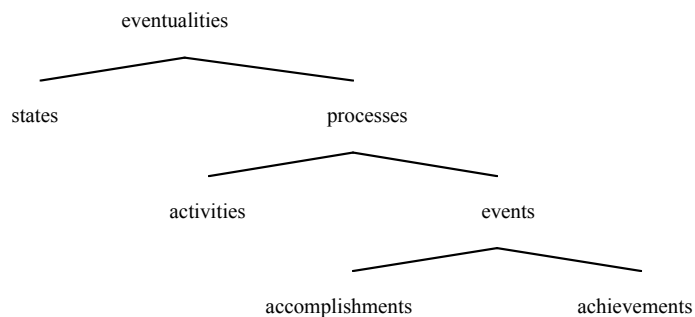 eventualities
states processes
activities events
accomplishments achievements